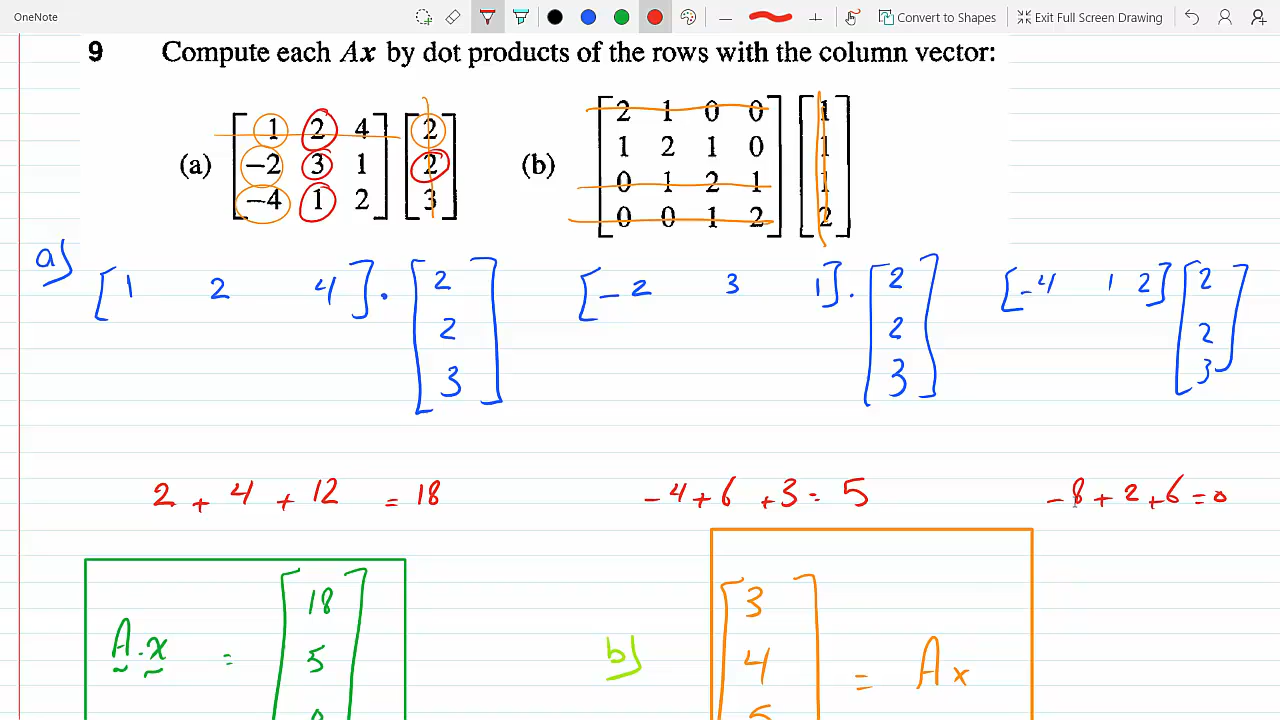 OneNote
Convert to Shapes Exit Full Screen Drawing
9 Compute each Ax by dot products of the rows with the column vector:
(a)
1 2 4
-2 3 1
-4 1 2
2
2
3
(b)
2 1 0 0
1 2 1 0
0 1 2 1
0 0 1 2
1
1
1
2
a)
[1 2 4] .
2
2
3
[-2 3 1] .
2
2
3
[-4 1 2]
2
2
3
2 + 4 + 12 = 18
-4 + 6 + 3 = 5
-8 + 2 + 6 = 0
A . x =
18
5
b)
3
4
= Ax